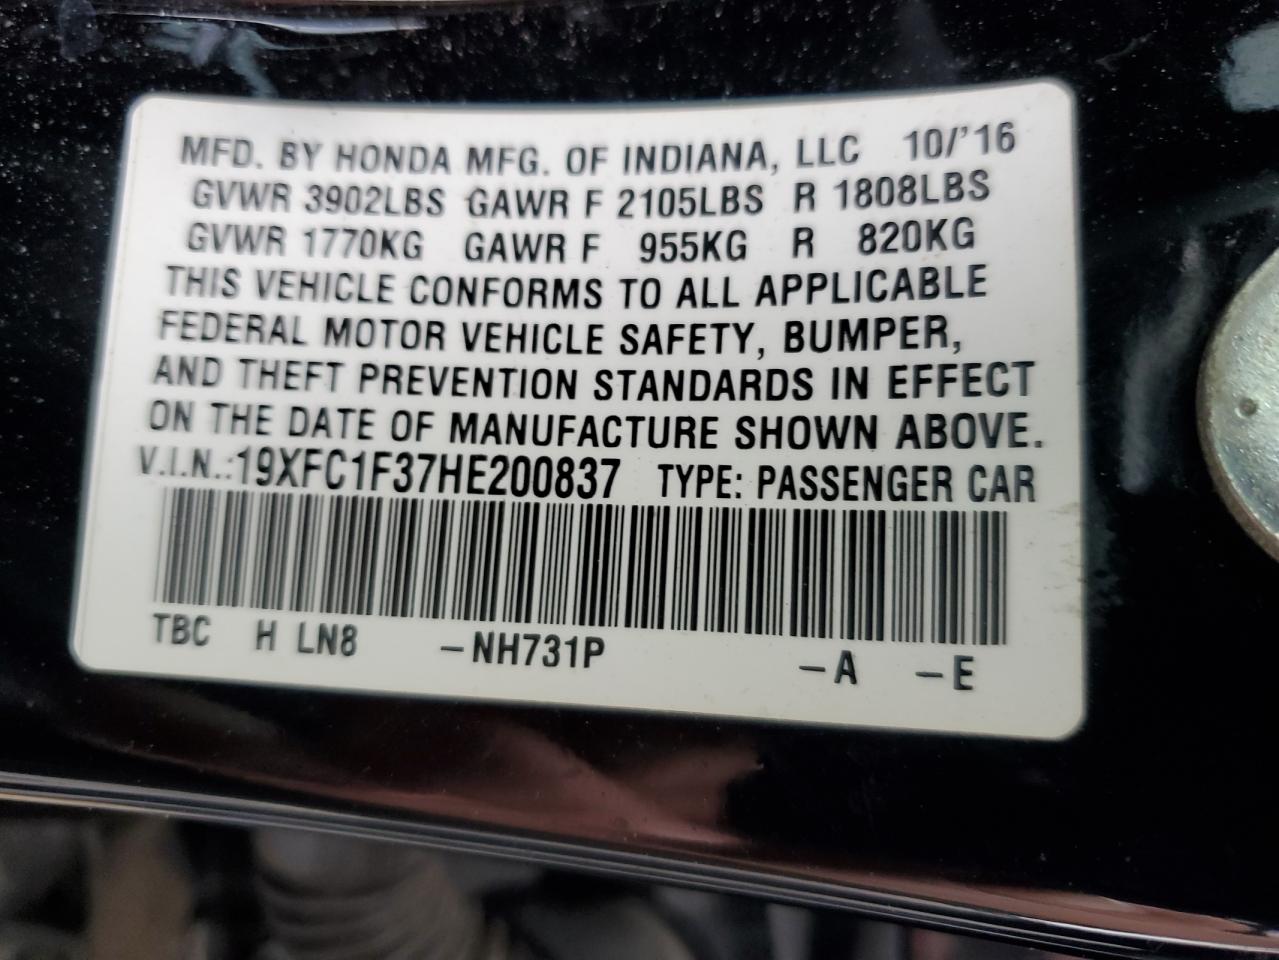 MFD. BY HONDA MFG. OF INDIANA, LLC 10/'16
GVWR 3902LBS GAWR F 2105LBS R 1808LBS
GVWR 1770KG GAWR F 955KG R 820KG
THIS VEHICLE CONFORMS TO ALL APPLICABLE
FEDERAL MOTOR VEHICLE SAFETY, BUMPER,
AND THEFT PREVENTION STANDARDS IN EFFECT
ON THE DATE OF MANUFACTURE SHOWN ABOVE.
V.I.N.:19XFC1F37HE200837 TYPE: PASSENGER CAR
TBC H LN8 -NH731P -A -E